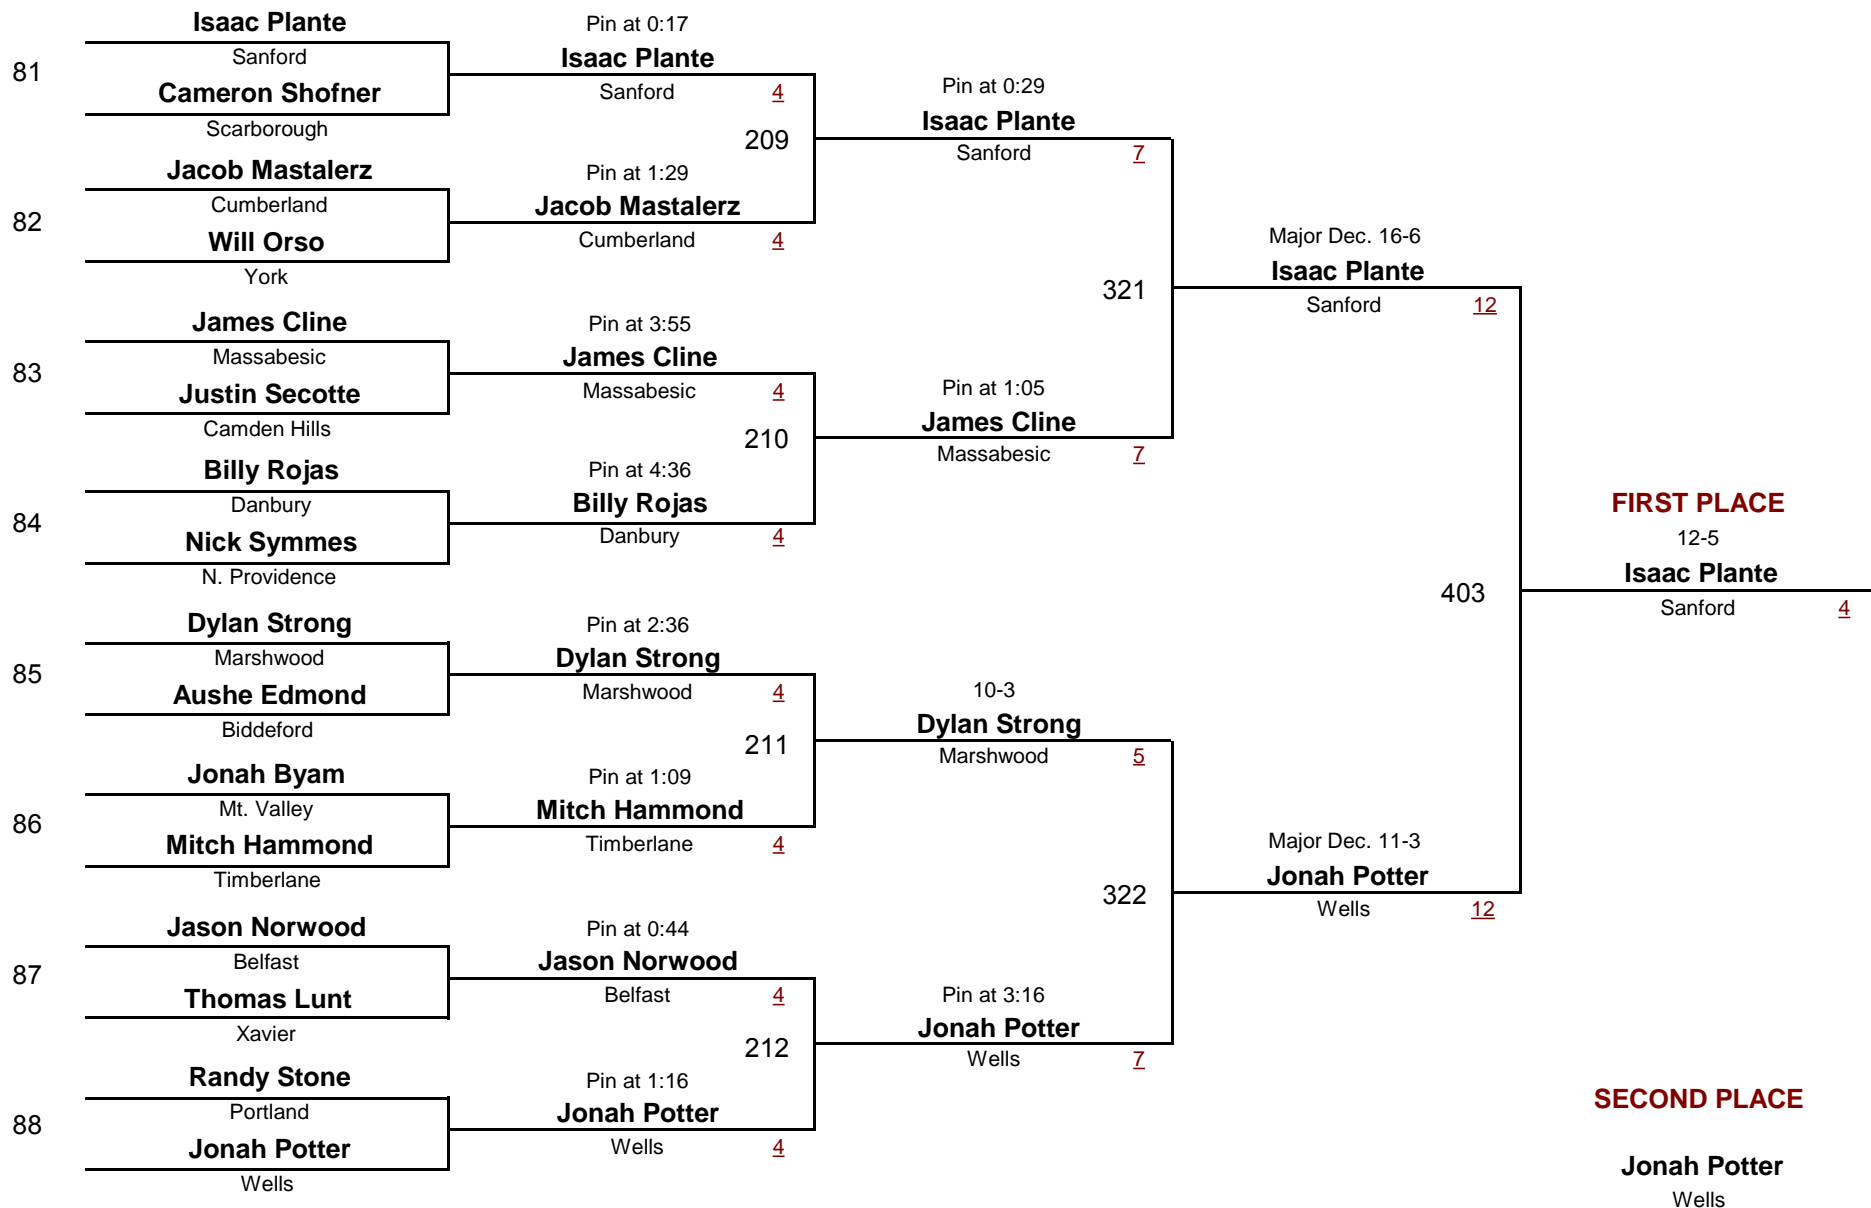 81
Isaac Plante
Sanford
Cameron Shofner
Scarborough
82
Jacob Mastalerz
Cumberland
Will Orso
York
83
James Cline
Massabesic
Justin Secotte
Camden Hills
84
Billy Rojas
Danbury
Nick Symmes
N. Providence
85
Dylan Strong
Marshwood
Aushe Edmond
Biddeford
86
Jonah Byam
Mt. Valley
Mitch Hammond
Timberlane
87
Jason Norwood
Belfast
Thomas Lunt
Xavier
88
Randy Stone
Portland
Jonah Potter
Wells
Pin at 0:17
Isaac Plante
Sanford 4
209
Pin at 1:29
Jacob Mastalerz
Cumberland 4
Pin at 3:55
James Cline
Massabesic 4
210
Pin at 4:36
Billy Rojas
Danbury 4
Pin at 2:36
Dylan Strong
Marshwood 4
211
Pin at 1:09
Mitch Hammond
Timberlane 4
Pin at 0:44
Jason Norwood
Belfast 4
212
Pin at 1:16
Jonah Potter
Wells 4
Pin at 0:29
Isaac Plante
Sanford 7
321
Pin at 1:05
James Cline
Massabesic 7
10-3
Dylan Strong
Marshwood 5
322
Pin at 3:16
Jonah Potter
Wells 7
Major Dec. 16-6
Isaac Plante
Sanford 12
403
Major Dec. 11-3
Jonah Potter
Wells 12
FIRST PLACE
12-5
Isaac Plante
Sanford 4
SECOND PLACE
Jonah Potter
Wells